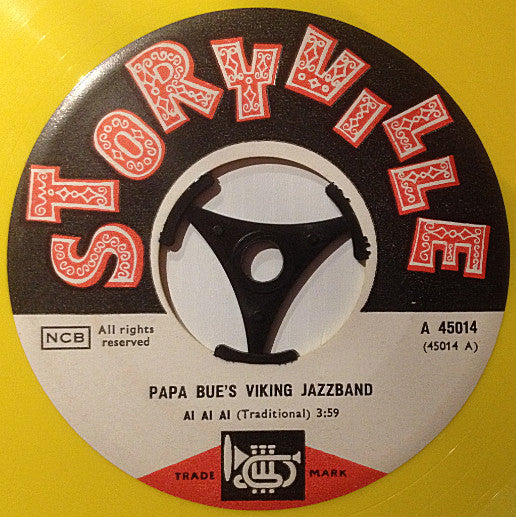 STORYVILLE
NCB
All rights
reserved
A 45014
(45014 A)
PAPA BUE'S VIKING JAZZBAND
AI AI AI (Traditional) 3:59
TRADE MARK